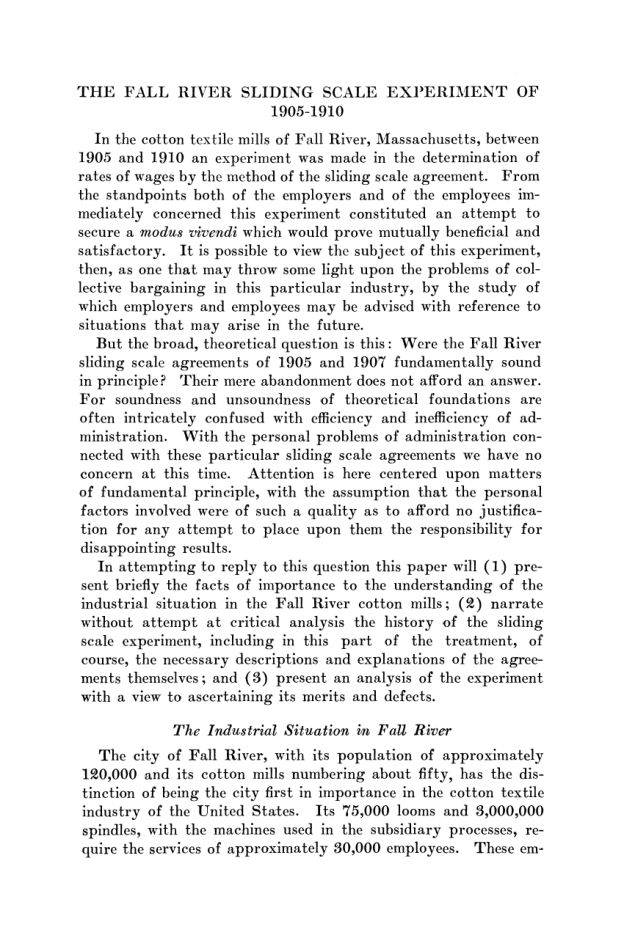 THE FALL RIVER SLIDING SCALE EXPERIMENT OF
1905-1910
In the cotton textile mills of Fall River, Massachusetts, between
1905 and 1910 an experiment was made in the determination of
rates of wages by the method of the sliding scale agreement. From
the standpoints both of the employers and of the employees im-
mediately concerned this experiment constituted an attempt to
secure a modus vivendi which would prove mutually beneficial and
satisfactory. It is possible to view the subject of this experiment,
then, as one that may throw some light upon the problems of col-
lective bargaining in this particular industry, by the study of
which employers and employees may be advised with reference to
situations that may arise in the future.
But the broad, theoretical question is this: Were the Fall River
sliding scale agreements of 1905 and 1907 fundamentally sound
in principle? Their mere abandonment does not afford an answer.
For soundness and unsoundness of theoretical foundations are
often intricately confused with efficiency and inefficiency of ad-
ministration. With the personal problems of administration con-
nected with these particular sliding scale agreements we have no
concern at this time. Attention is here centered upon matters
of fundamental principle, with the assumption that the personal
factors involved were of such a quality as to afford no justifica-
tion for any attempt to place upon them the responsibility for
disappointing results.
In attempting to reply to this question this paper will (1) pre-
sent briefly the facts of importance to the understanding of the
industrial situation in the Fall River cotton mills; (2) narrate
without attempt at critical analysis the history of the sliding
scale experiment, including in this part of the treatment, of
course, the necessary descriptions and explanations of the agree-
ments themselves; and (3) present an analysis of the experiment
with a view to ascertaining its merits and defects.
The Industrial Situation in Fall River
The city of Fall River, with its population of approximately
120,000 and its cotton mills numbering about fifty, has the dis-
tinction of being the city first in importance in the cotton textile
industry of the United States. Its 75,000 looms and 3,000,000
spindles, with the machines used in the subsidiary processes, re-
quire the services of approximately 30,000 employees. These em-